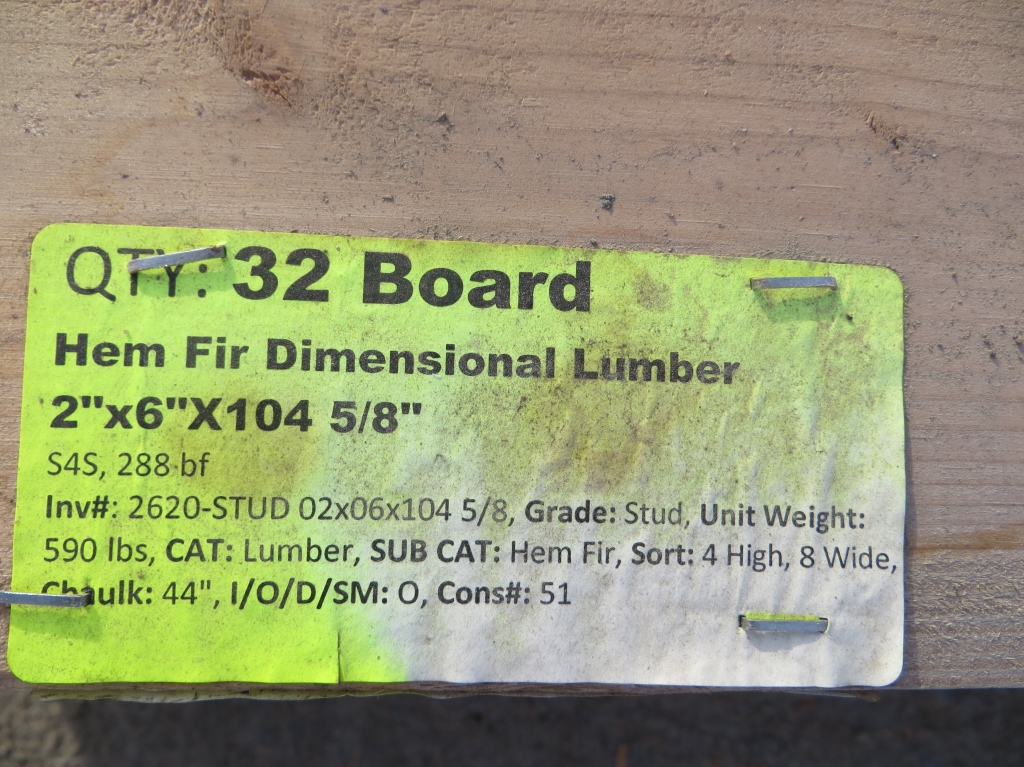 QTY: 32 Board
Hem Fir Dimensional Lumber
2"x6"X104 5/8"
S4S, 288 bf
Inv#: 2620-STUD 02x06x104 5/8, Grade: Stud, Unit Weight:
590 lbs, CAT: Lumber, SUB CAT: Hem Fir, Sort: 4 High, 8 Wide,
Chaulk: 44", I/O/D/SM: O, Cons#: 51